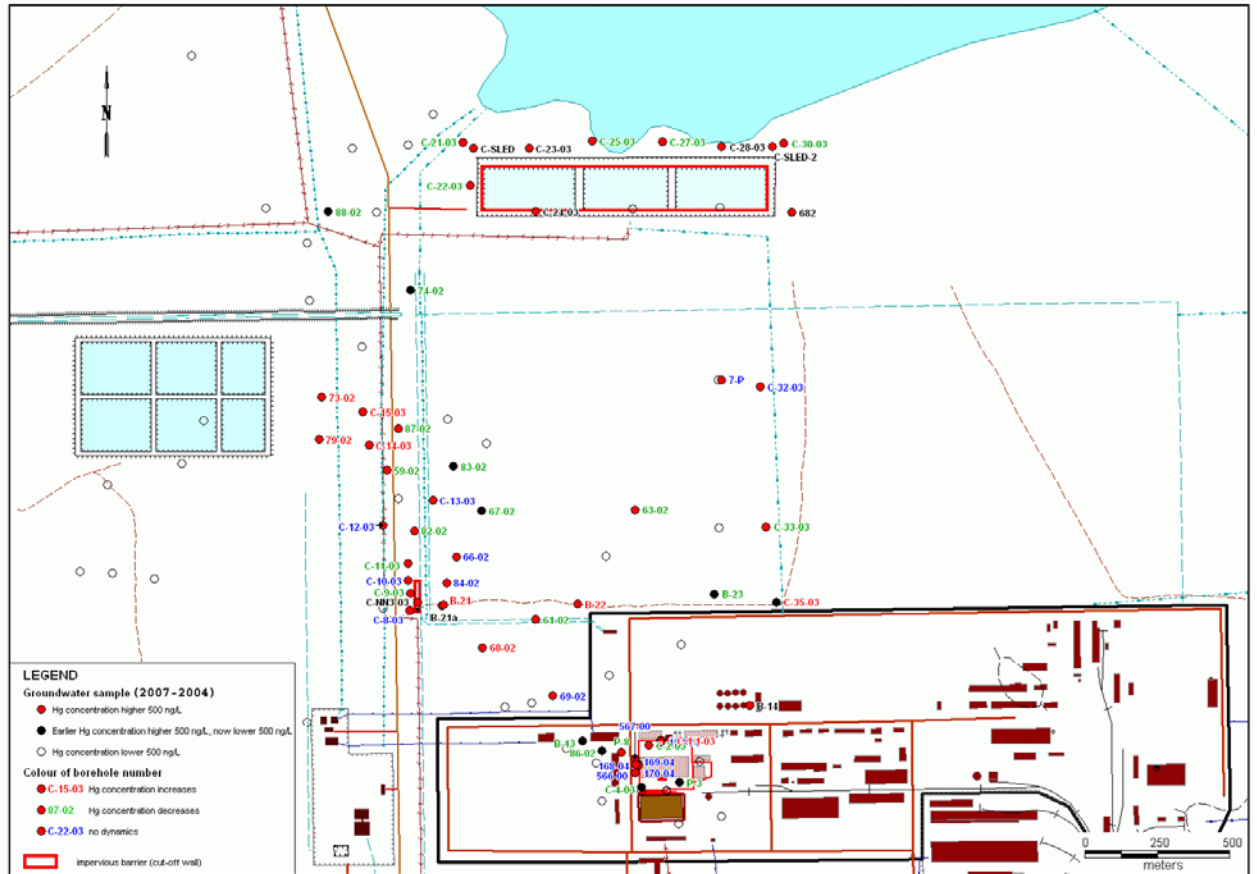 N
C-21-03
C-SLED
C-23-03
C-25-03
C-27-03
C-28-03
C-30-03
C-SLED-2
C-22-03
88-02
C-24-03
682
74-02
7-P
C-32-03
73-02
C-15-03
87-02
79-02
C-14-03
59-02
83-02
C-13-03
67-02
63-02
C-12-03
82-02
C-33-03
C-11-03
66-02
C-10-03
84-02
C-9-03
B-23
C-NN3-03
B-21
B-22
C-35-03
C-8-03
B-21a
61-02
68-02
69-02
B-14
567-00
B-13
P-8
C-2-03
86-02
168-04
169-04
566-00
170-04
C-4-03
P-3
LEGEND
Groundwater sample (2007-2004)
Hg concentration higher 500 ng/L
Earlier Hg concentration higher 500 ng/L, now lower 500 ng/L
Hg concentration lower 500 ng/L
Colour of borehole number
C-15-03 Hg concentration increases
87-02 Hg concentration decreases
C-22-03 no dynamics
impervious barrier (cut-off wall)
0 250 500
meters